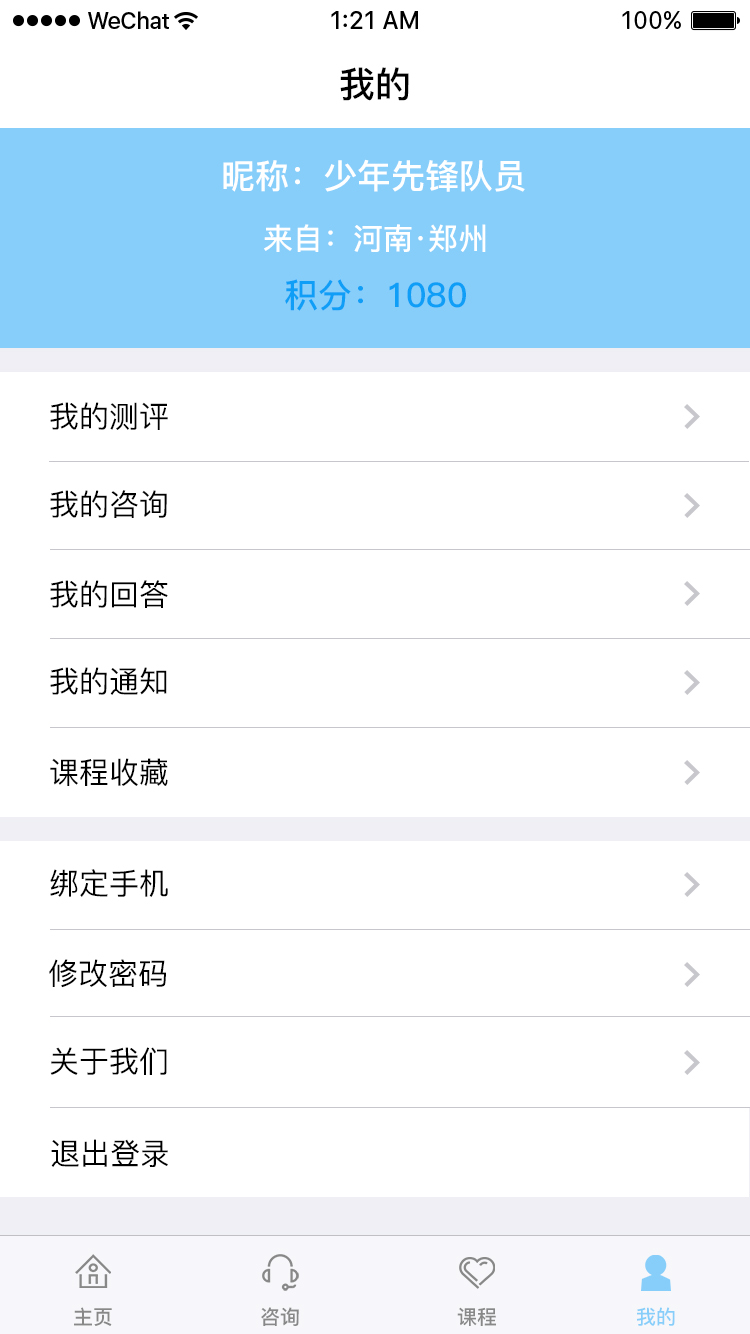 WeChat 1:21 AM 100%
我的
昵称：少年先锋队员
来自：河南·郑州
积分：1080
我的测评
我的咨询
我的回答
我的通知
课程收藏
绑定手机
修改密码
关于我们
退出登录
主页 咨询 课程 我的